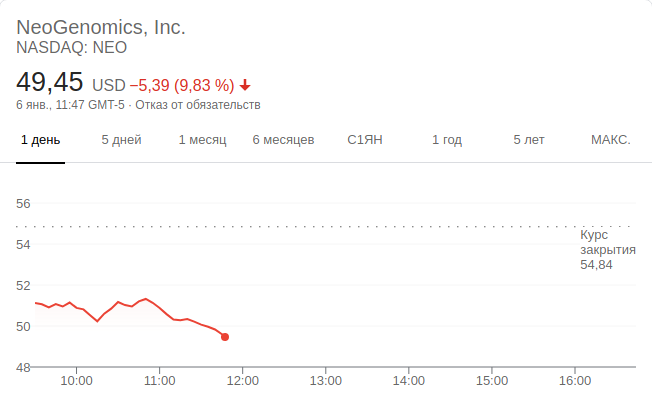 NeoGenomics, Inc.
NASDAQ: NEO
49,45 USD −5,39 (9,83 %)
6 янв., 11:47 GMT-5 · Отказ от обязательств
1 день 5 дней 1 месяц 6 месяцев С1ЯН 1 год 5 лет МАКС.
56
Курс
закрытия
54,84
54
52
50
48
10:00 11:00 12:00 13:00 14:00 15:00 16:00